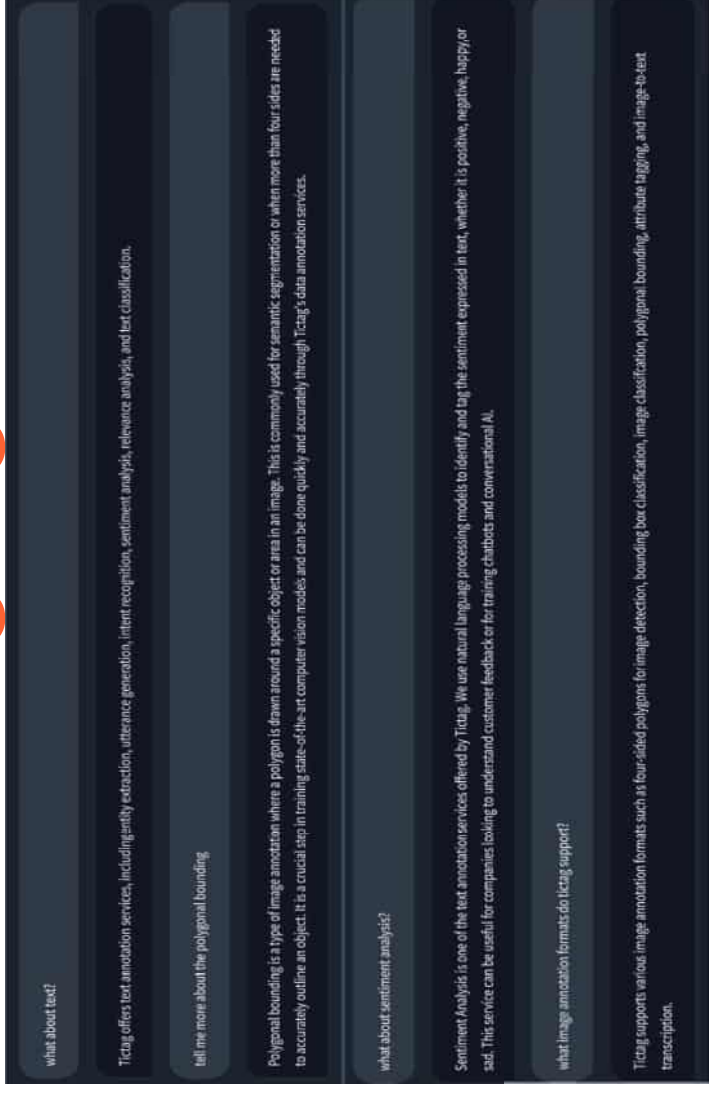 what about text?
Tictag offers text annotation services, including entity extraction, utterance generation, intent recognition, sentiment analysis, relevance analysis, and text classification.
tell me more about the polygonal bounding
Polygonal bounding is a type of image annotation where a polygon is drawn around a specific object or area in an image. This is commonly used for semantic segmentation or when more than four sides are needed
to accurately outline an object. It is a crucial step in training state-of-the-art computer vision models and can be done quickly and accurately through Tictag's data annotation services.
what about sentiment analysis?
Sentiment Analysis is one of the text annotation services offered by Tictag. We use natural language processing models to identify and tag the sentiment expressed in text, whether it is positive, negative, happy, or
sad. This service can be useful for companies looking to understand customer feedback or for training chatbots and conversational AI.
what image annotation formats do tictag support?
Tictag supports various image annotation formats such as four-sided polygons for image detection, bounding box classification, image classification, polygonal bounding, attribute tagging, and image-to-text
transcription.